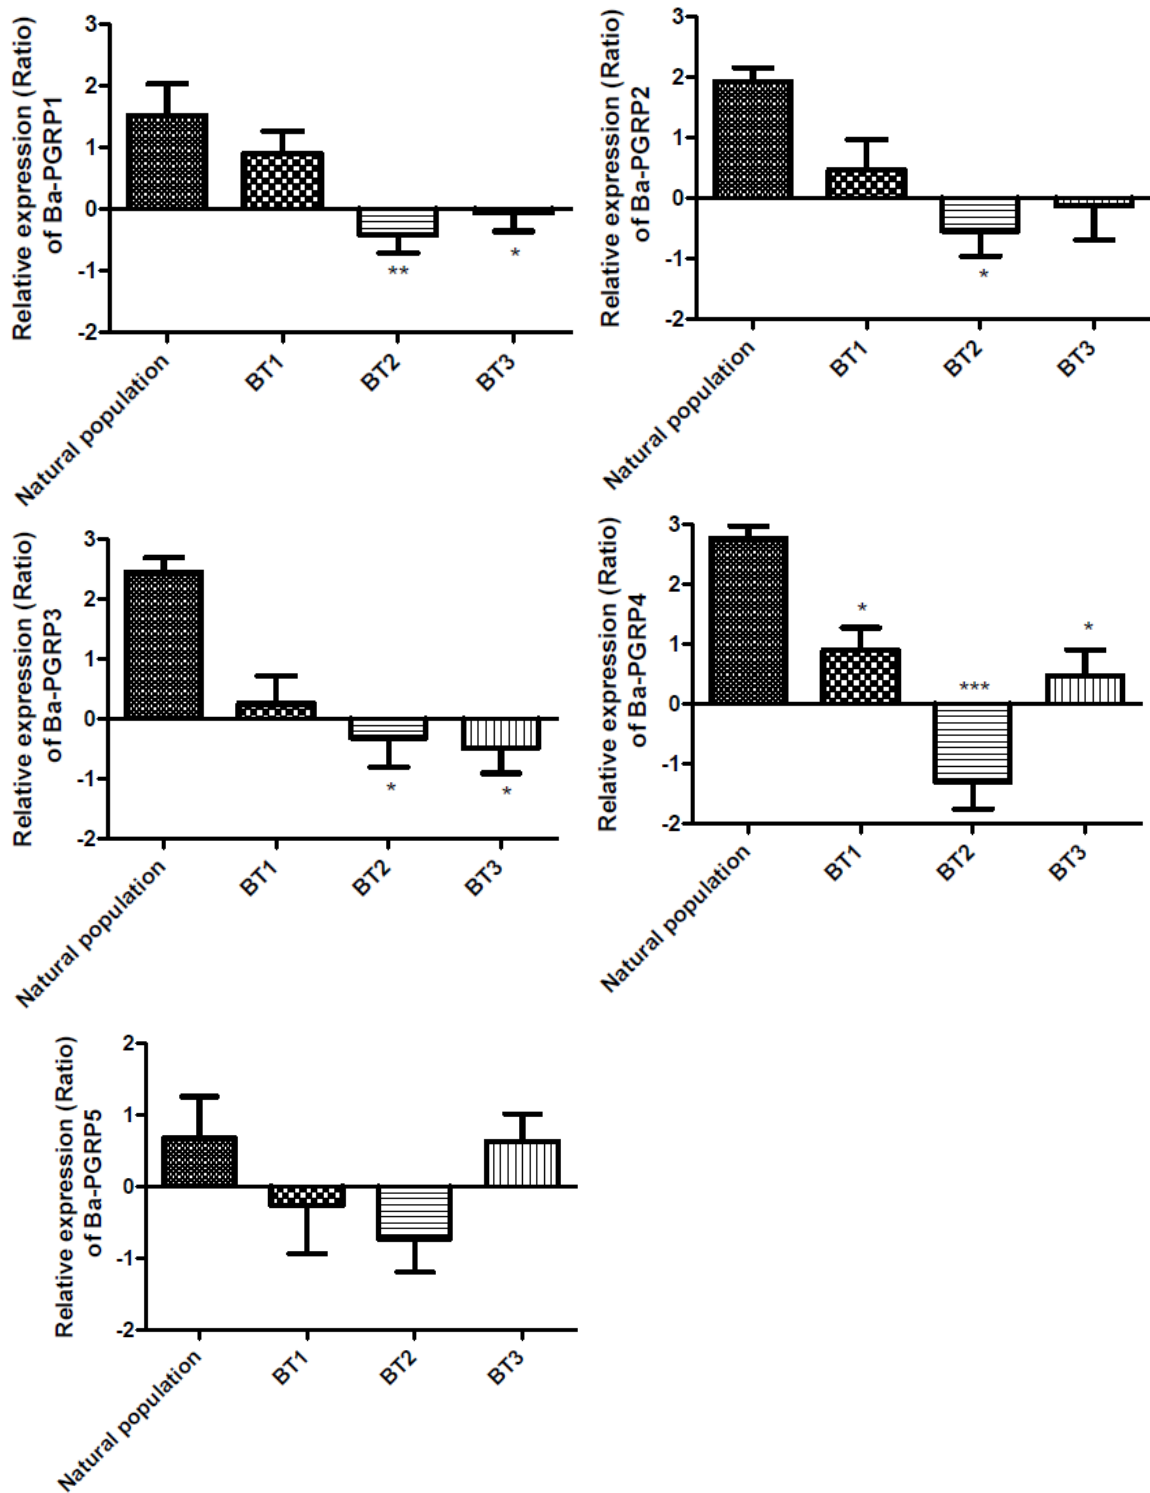 Relative expression (Ratio)
of Ba-PGRP1
3
2
1
0
-1
-2
**
*
Natural population
BT1
BT2
BT3
Relative expression (Ratio)
of Ba-PGRP2
3
2
1
0
-1
-2
*
Natural population
BT1
BT2
BT3
Relative expression (Ratio)
of Ba-PGRP3
3
2
1
0
-1
-2
*
*
Natural population
BT1
BT2
BT3
Relative expression (Ratio)
of Ba-PGRP4
3
2
1
0
-1
-2
*
***
*
Natural population
BT1
BT2
BT3
Relative expression (Ratio)
of Ba-PGRP5
2
1
0
-1
-2
Natural population
BT1
BT2
BT3